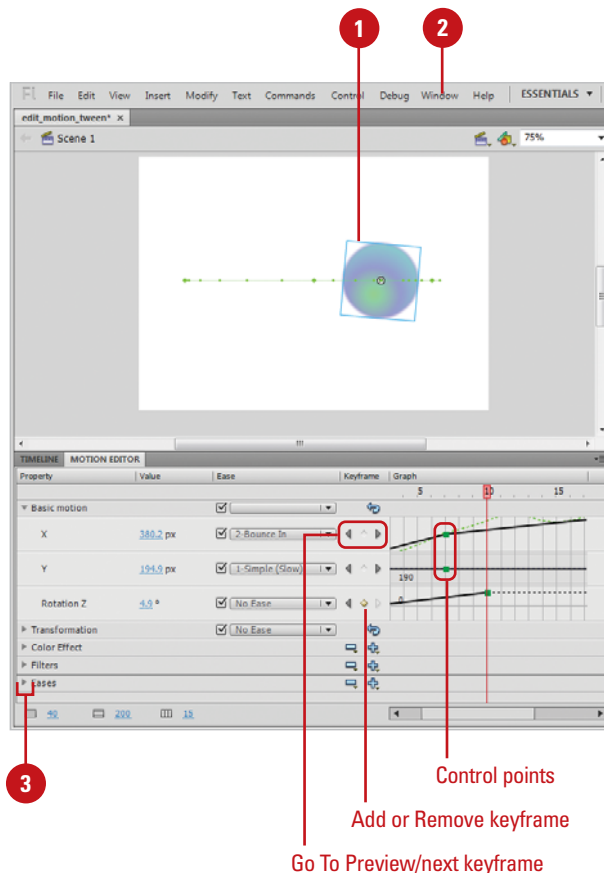 1
2
Fl File Edit View Insert Modify Text Commands Control Debug Window Help ESSENTIALS
edit_motion_tween* ×
Scene 1
75%
TIMELINE MOTION EDITOR
Property Value Ease Keyframe Graph
5 10 15
Basic motion
X 380.2 px 2-Bounce In
Y 194.9 px 1-Simple (Slow) 190
Rotation Z 4.9 ° No Ease 0
Transformation No Ease
Color Effect
Filters
Eases
40 200 15
3
Control points
Add or Remove keyframe
Go To Preview/next keyframe